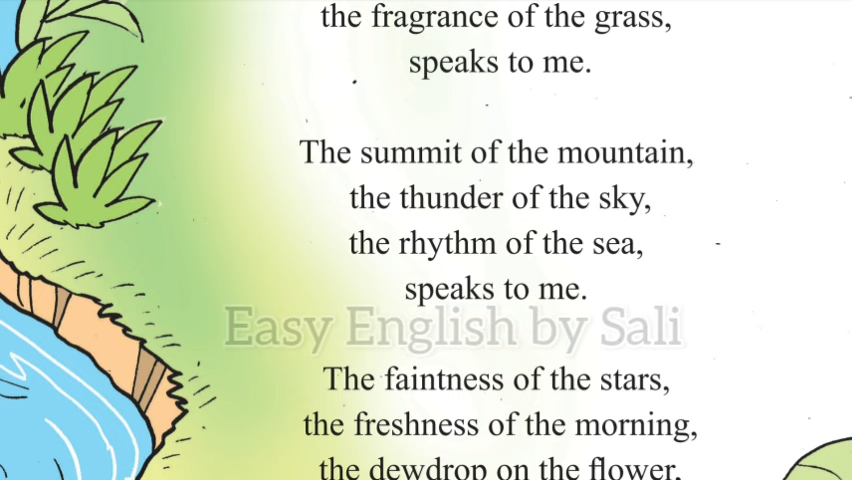 the fragrance of the grass,
speaks to me.
The summit of the mountain,
the thunder of the sky,
the rhythm of the sea,
speaks to me.
Easy English by Sali
The faintness of the stars,
the freshness of the morning,
the dewdrop on the flower,